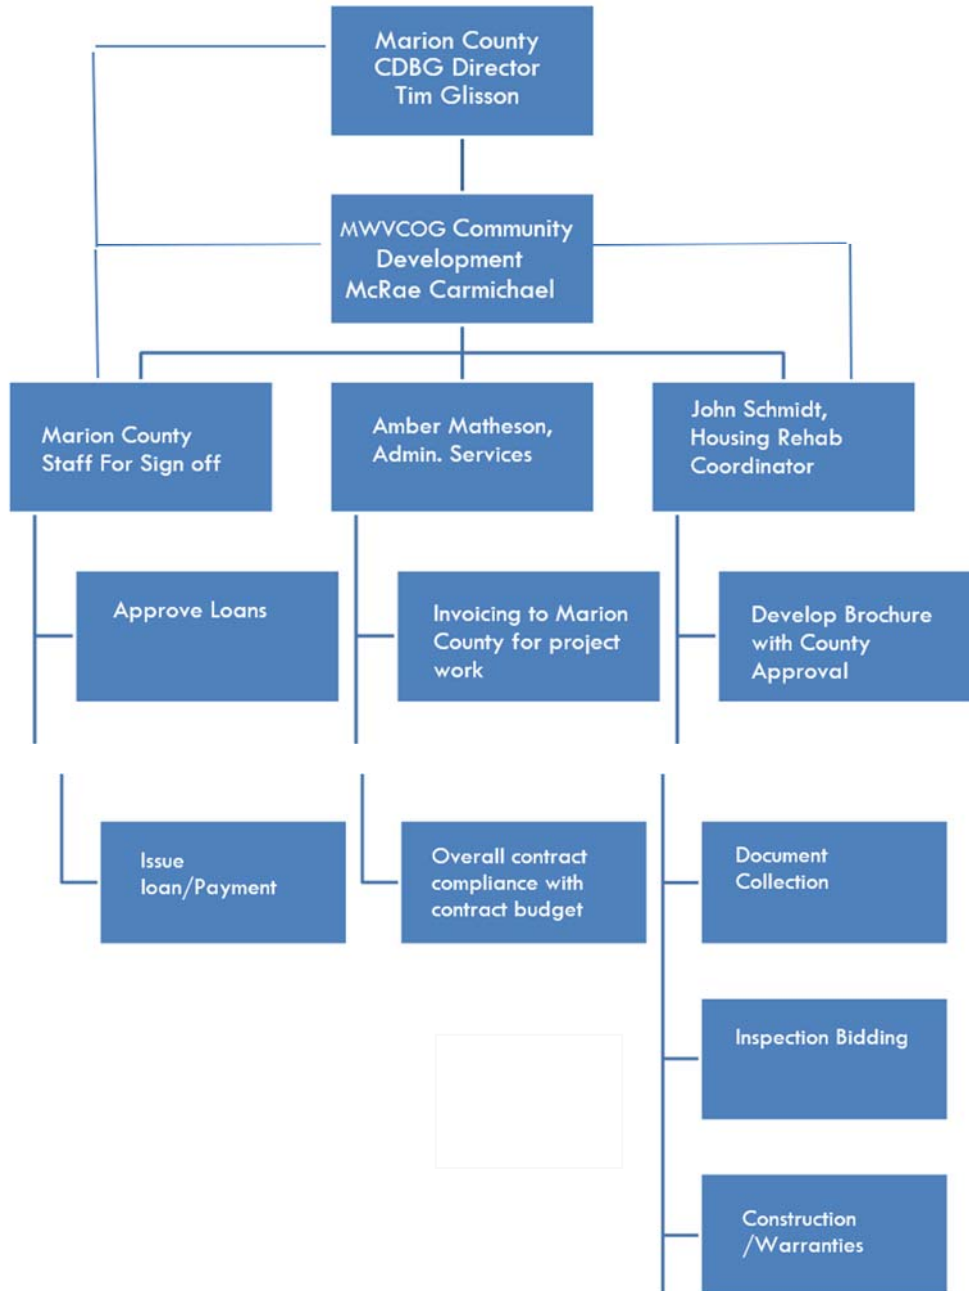 Marion County
CDBG Director
Tim Glisson
MWVCOG Community
Development
McRae Carmichael
Marion County
Staff For Sign off
Amber Matheson,
Admin. Services
John Schmidt,
Housing Rehab
Coordinator
Approve Loans
Invoicing to Marion
County for project
work
Develop Brochure
with County
Approval
Issue
loan/Payment
Overall contract
compliance with
contract budget
Document
Collection
Inspection Bidding
Construction
/Warranties